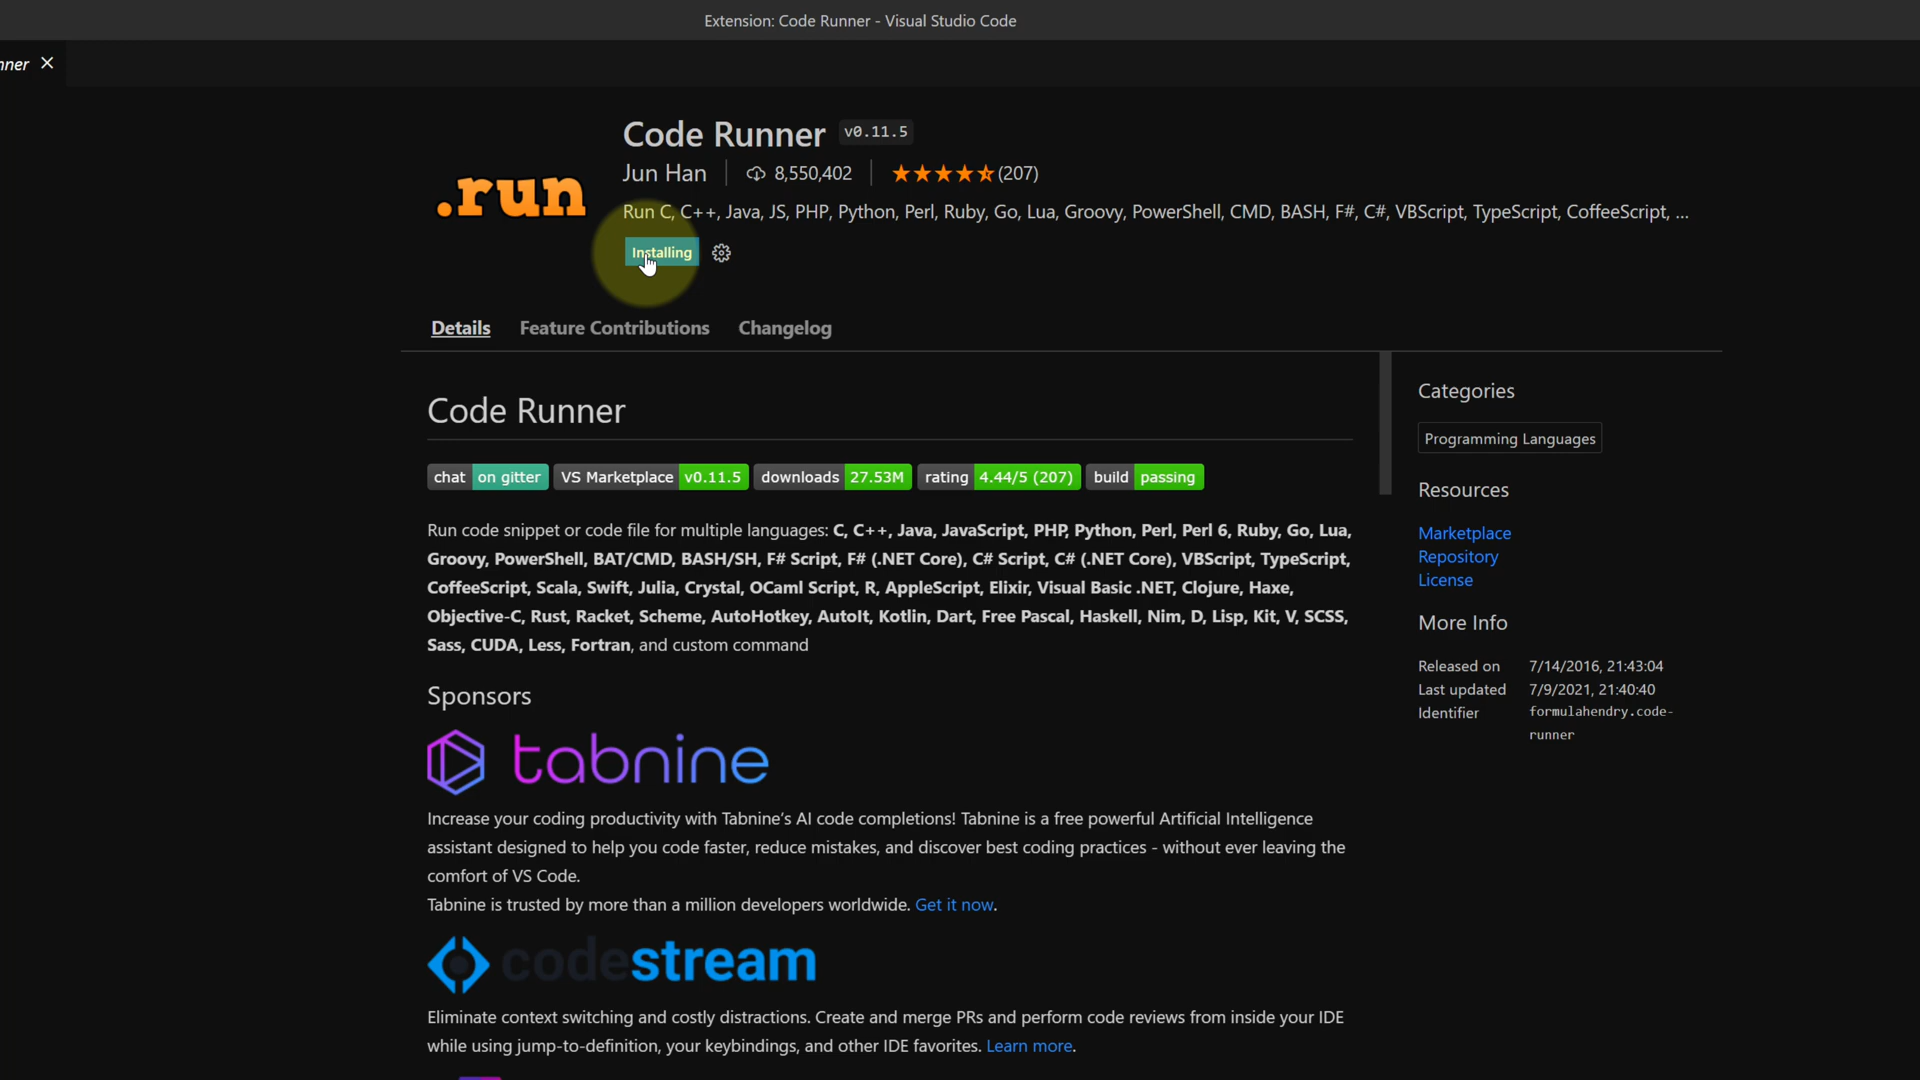 Extension: Code Runner - Visual Studio Code
nner
Code Runner v0.11.5
Jun Han 8,550,402 (207)
.run
Run C, C++, Java, JS, PHP, Python, Perl, Ruby, Go, Lua, Groovy, PowerShell, CMD, BASH, F#, C#, VBScript, TypeScript, CoffeeScript, ...
Installing
Details Feature Contributions Changelog
Code Runner
chat on gitter VS Marketplace v0.11.5 downloads 27.53M rating 4.44/5 (207) build passing
Run code snippet or code file for multiple languages: C, C++, Java, JavaScript, PHP, Python, Perl, Perl 6, Ruby, Go, Lua,
Groovy, PowerShell, BAT/CMD, BASH/SH, F# Script, F# (.NET Core), C# Script, C# (.NET Core), VBScript, TypeScript,
CoffeeScript, Scala, Swift, Julia, Crystal, OCaml Script, R, AppleScript, Elixir, Visual Basic .NET, Clojure, Haxe,
Objective-C, Rust, Racket, Scheme, AutoHotkey, AutoIt, Kotlin, Dart, Free Pascal, Haskell, Nim, D, Lisp, Kit, V, SCSS,
Sass, CUDA, Less, Fortran, and custom command
Sponsors
tabnine
Increase your coding productivity with Tabnine's AI code completions! Tabnine is a free powerful Artificial Intelligence
assistant designed to help you code faster, reduce mistakes, and discover best coding practices - without ever leaving the
comfort of VS Code.
Tabnine is trusted by more than a million developers worldwide. Get it now.
codestream
Eliminate context switching and costly distractions. Create and merge PRs and perform code reviews from inside your IDE
while using jump-to-definition, your keybindings, and other IDE favorites. Learn more.
Categories
Programming Languages
Resources
Marketplace
Repository
License
More Info
Released on 7/14/2016, 21:43:04
Last updated 7/9/2021, 21:40:40
Identifier formulahendry.code-
runner